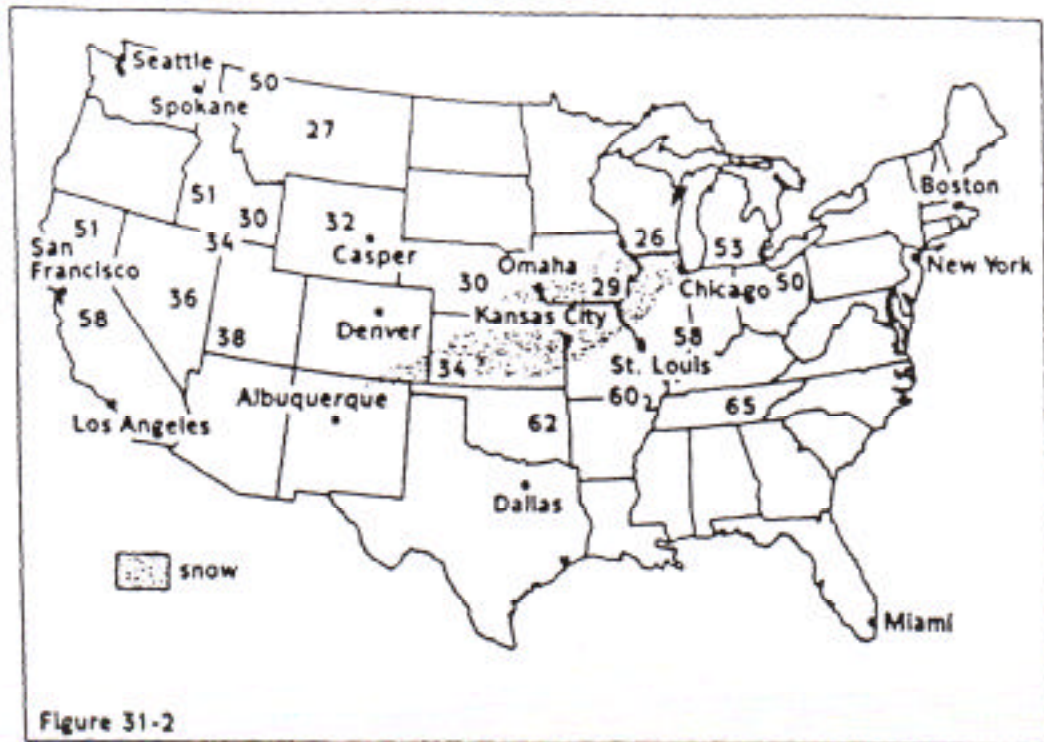 Seattle
50
Spokane
27
51
30
32
51
34
Casper
San
Francisco
26
53
Boston
Omaha
30
29
Chicago
50
New York
36
58
Kansas City
Denver
38
58
34
St. Louis
Albuquerque
60
65
Los Angeles
62
Dallas
snow
Miami
Figure 31-2